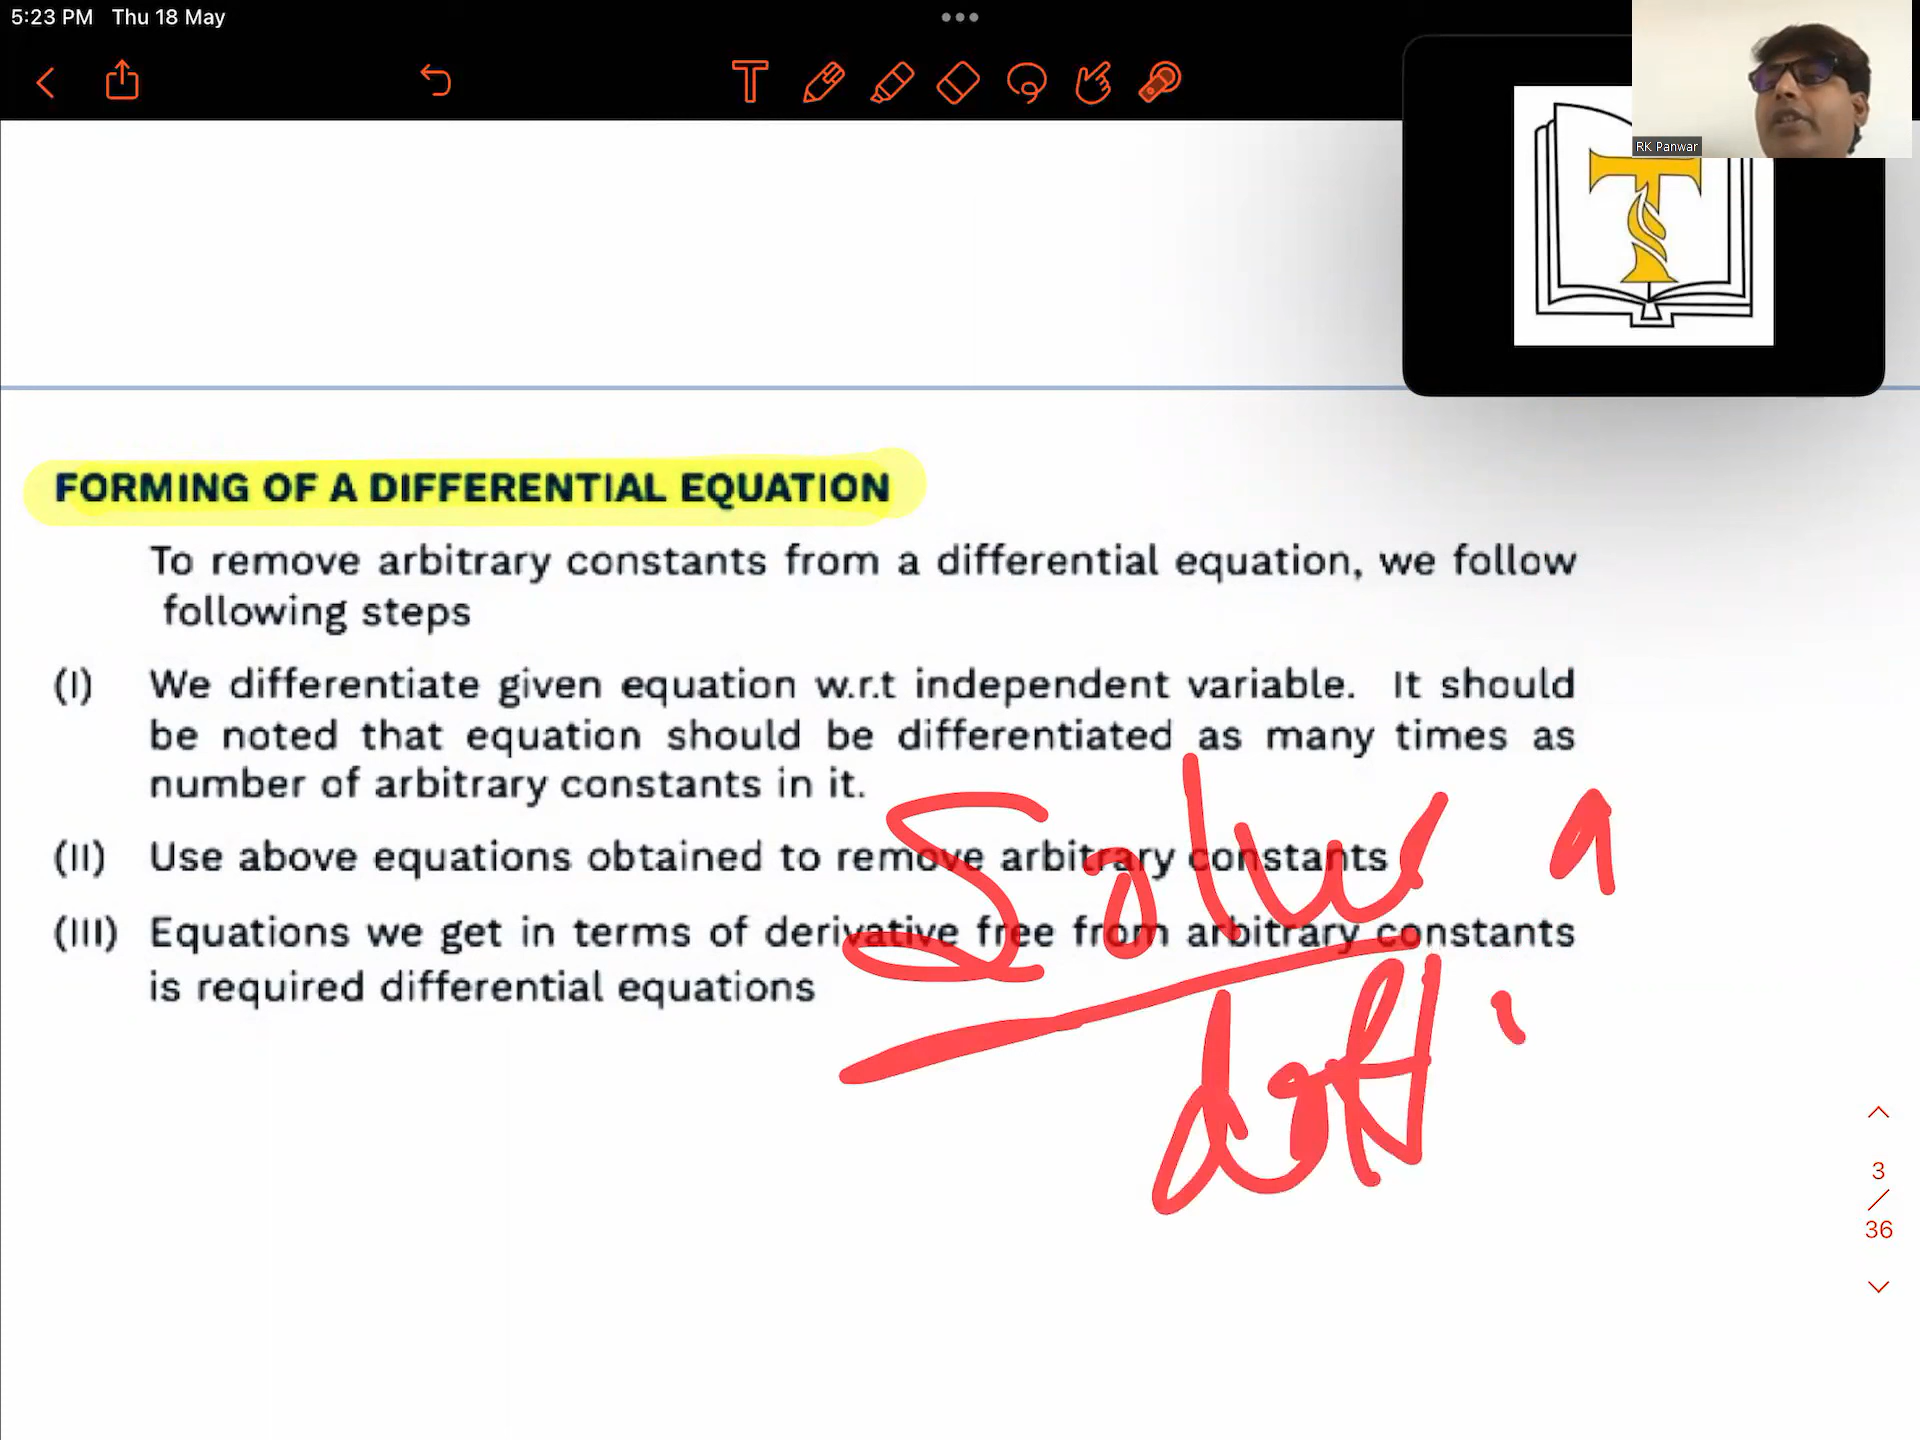 5:23 PM Thu 18 May
RK Panwar
FORMING OF A DIFFERENTIAL EQUATION
To remove arbitrary constants from a differential equation, we follow
following steps
(I) We differentiate given equation w.r.t independent variable. It should
be noted that equation should be differentiated as many times as
number of arbitrary constants in it.
(II) Use above equations obtained to remove arbitrary constants
(III) Equations we get in terms of derivative free from arbitrary constants
is required differential equations
Solve a
3
/
36